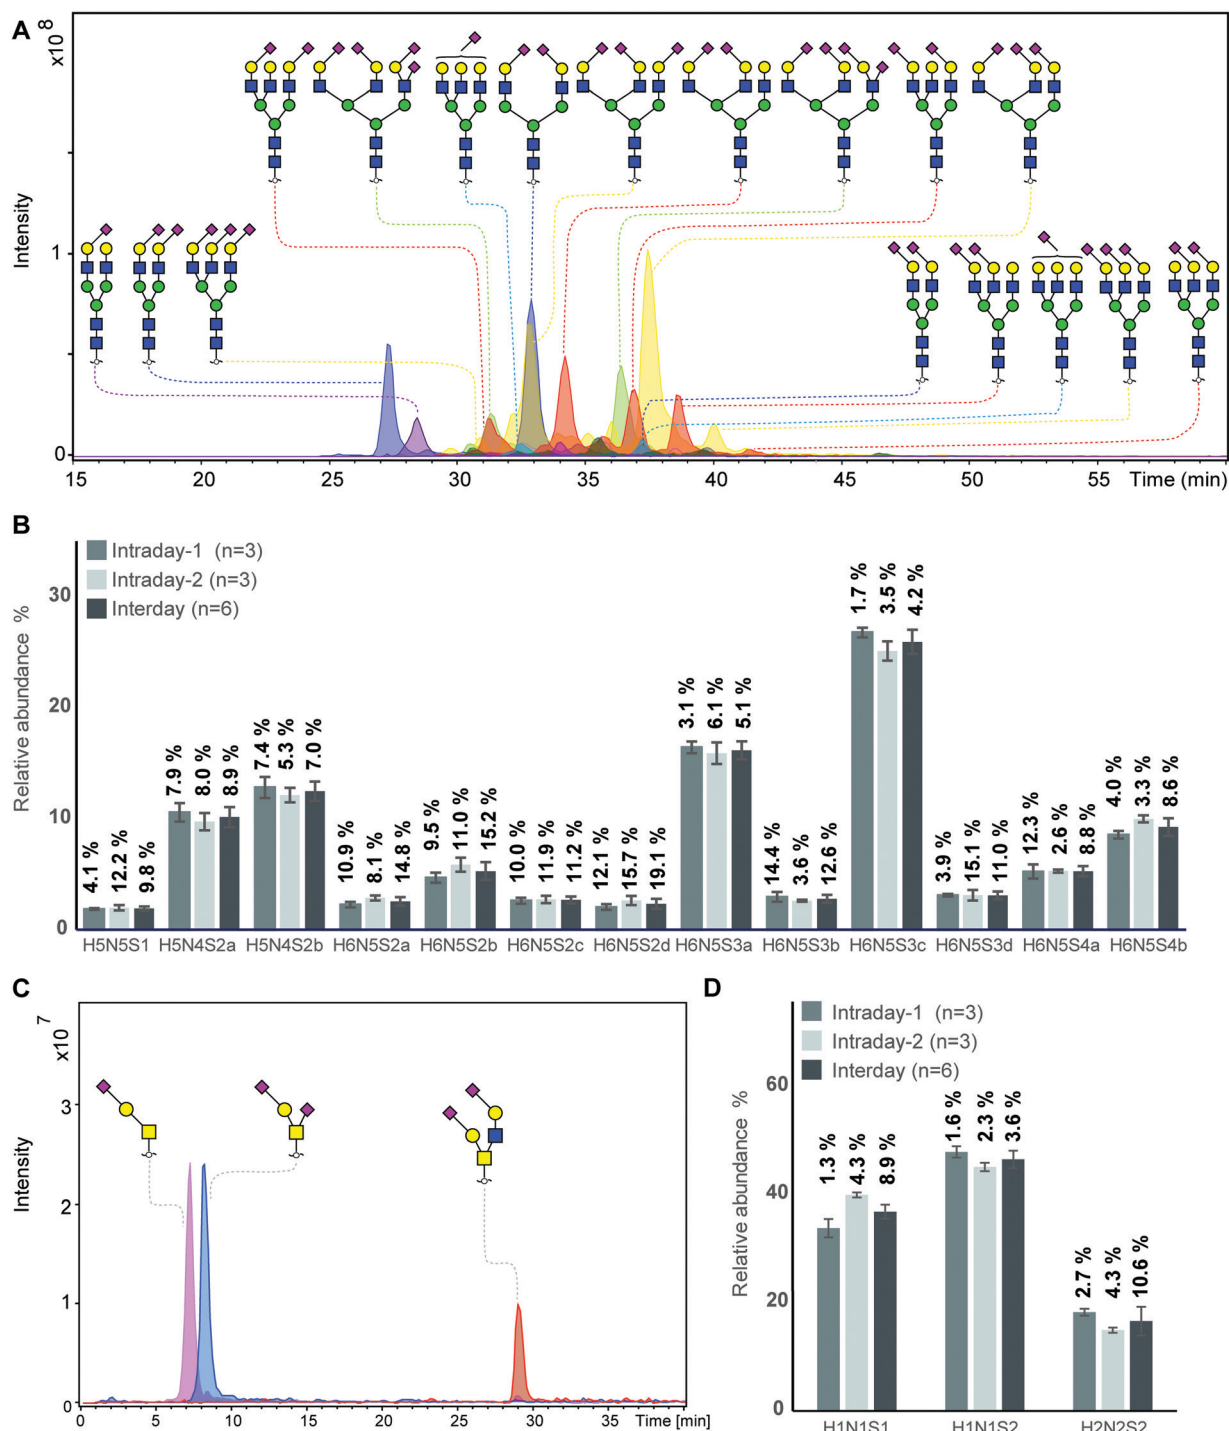 A
x10 8
Intensity
1
0
15 20 25 30 35 40 45 50 55 Time (min)
B
Intraday-1 (n=3)
Intraday-2 (n=3)
Interday (n=6)
Relative abundance %
30
20
10
0
4.1 % 12.2 % 9.8 %
7.9 % 8.0 % 8.9 %
7.4 % 5.3 % 7.0 %
10.9 % 8.1 % 14.8 %
9.5 % 11.0 % 15.2 %
10.0 % 11.9 % 11.2 %
12.1 % 15.7 % 19.1 %
3.1 % 6.1 % 5.1 %
14.4 % 3.6 % 12.6 %
1.7 % 3.5 % 4.2 %
3.9 % 15.1 % 11.0 %
12.3 % 2.6 % 8.8 %
4.0 % 3.3 % 8.6 %
H5N5S1 H5N4S2a H5N4S2b H6N5S2a H6N5S2b H6N5S2c H6N5S2d H6N5S3a H6N5S3b H6N5S3c H6N5S3d H6N5S4a H6N5S4b
C
x10 7
Intensity
3
2
1
0
0 5 10 15 20 25 30 35 Time [min]
D
Intraday-1 (n=3)
Intraday-2 (n=3)
Interday (n=6)
Relative abundance %
60
40
20
0
1.3 % 4.3 % 8.9 %
1.6 % 2.3 % 3.6 %
2.7 % 4.3 % 10.6 %
H1N1S1 H1N1S2 H2N2S2